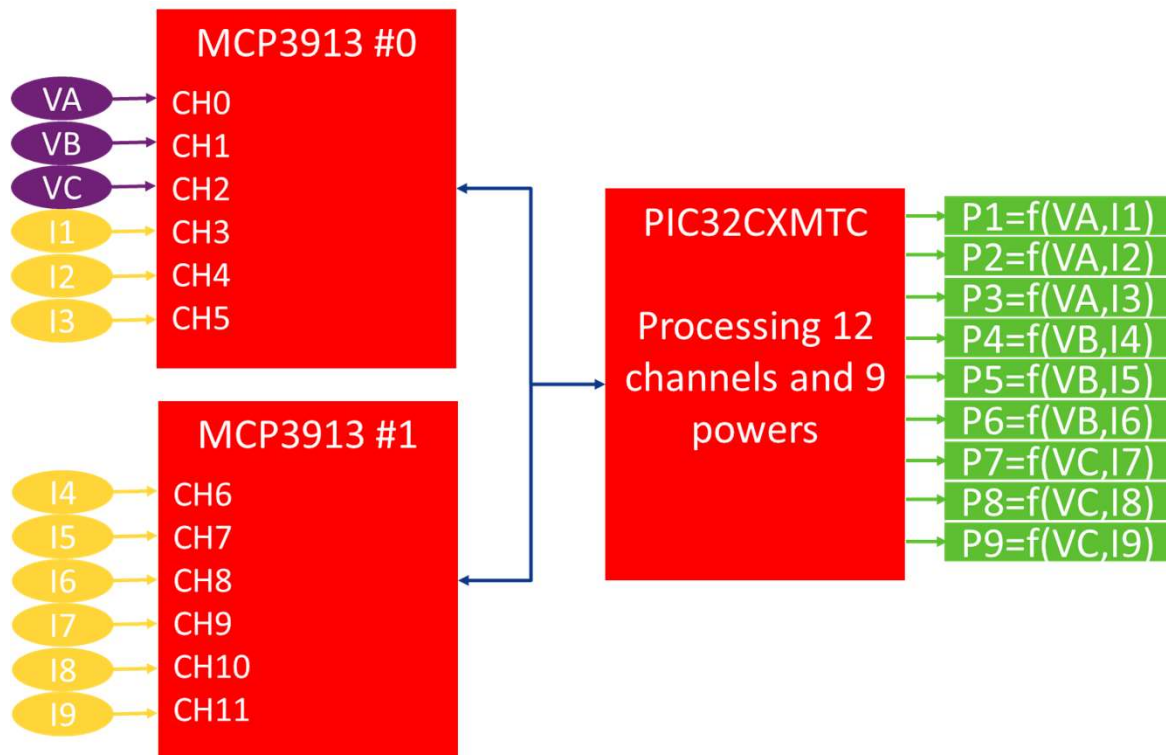 MCP3913 #0
VA
CH0
VB
CH1
VC
CH2
I1
CH3
I2
CH4
I3
CH5
MCP3913 #1
I4
CH6
I5
CH7
I6
CH8
I7
CH9
I8
CH10
I9
CH11
PIC32CXMTC
Processing 12
channels and 9
powers
P1=f(VA,I1)
P2=f(VA,I2)
P3=f(VA,I3)
P4=f(VB,I4)
P5=f(VB,I5)
P6=f(VB,I6)
P7=f(VC,I7)
P8=f(VC,I8)
P9=f(VC,I9)